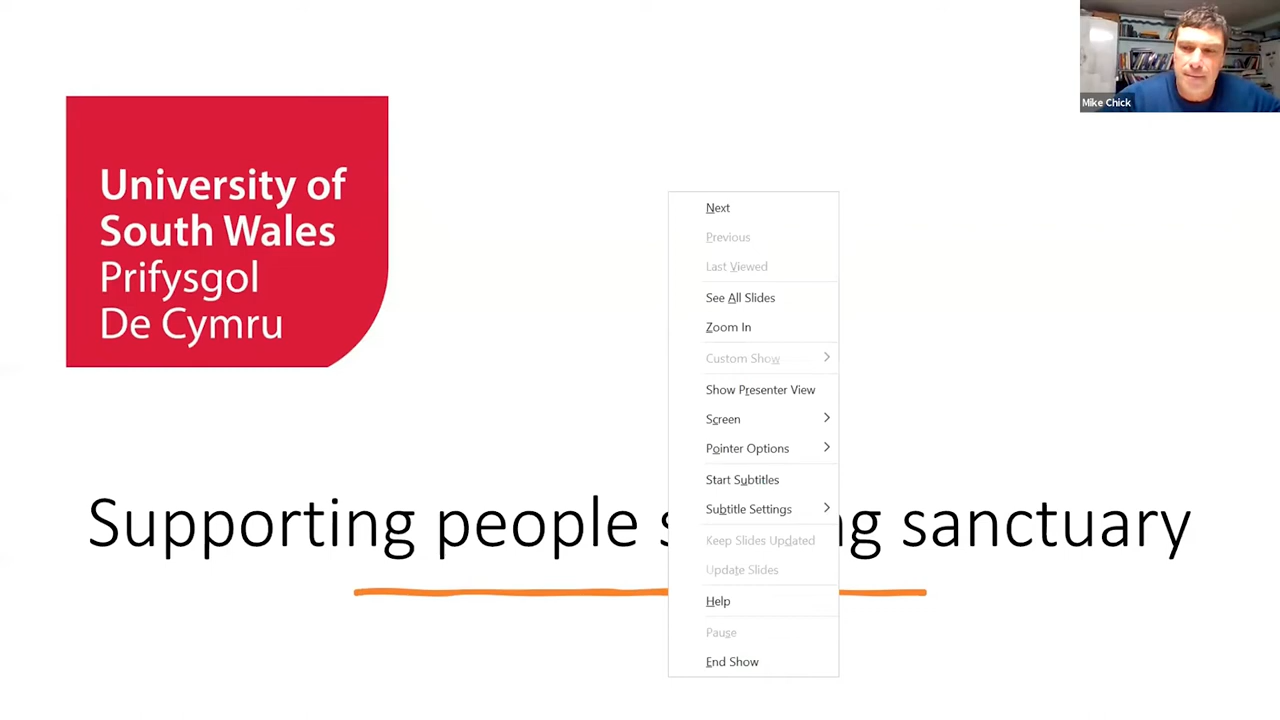 Mike Chick
University of
South Wales
Prifysgol
De Cymru
Next
Previous
Last Viewed
See All Slides
Zoom In
Custom Show
Show Presenter View
Screen
Pointer Options
Start Subtitles
Subtitle Settings
Keep Slides Updated
Update Slides
Help
Pause
End Show
Supporting people s ng sanctuary